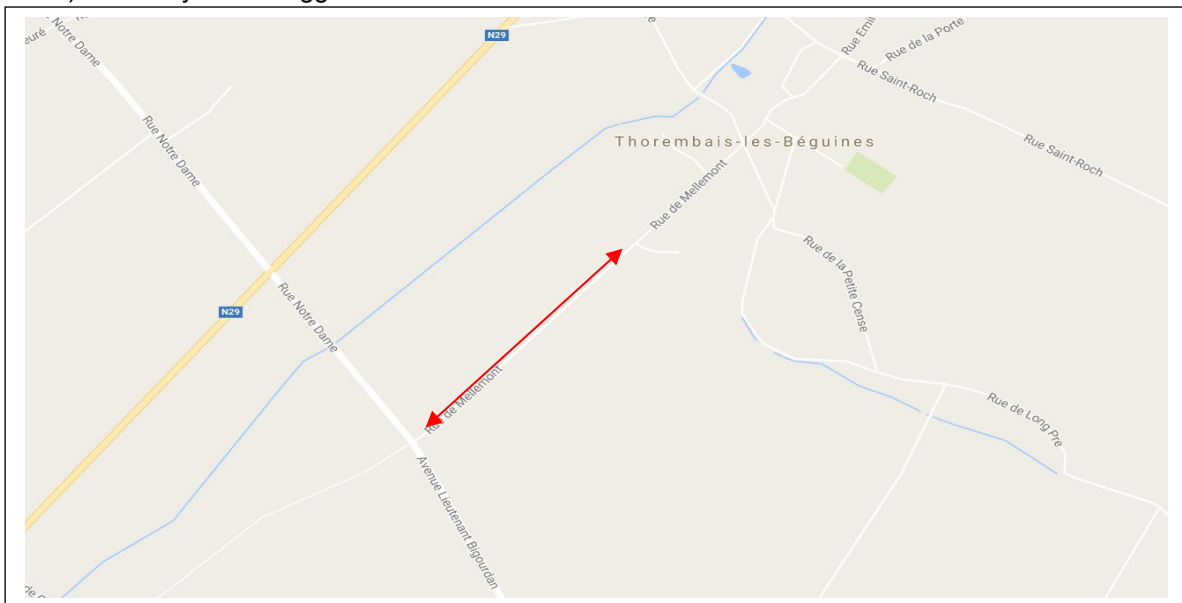 N29
Rue Notre Dame
Rue de la Porte
Rue Saint-Roch
Rue Notre Dame
Thorembais-les-Béguines
Rue Saint-Roch
Rue de Mellemont
Rue de la Petite Cense
Rue Notre Dame
N29
Rue de Mellemont
Rue de Long Pre
Avenue Lieutenant Bigourdan